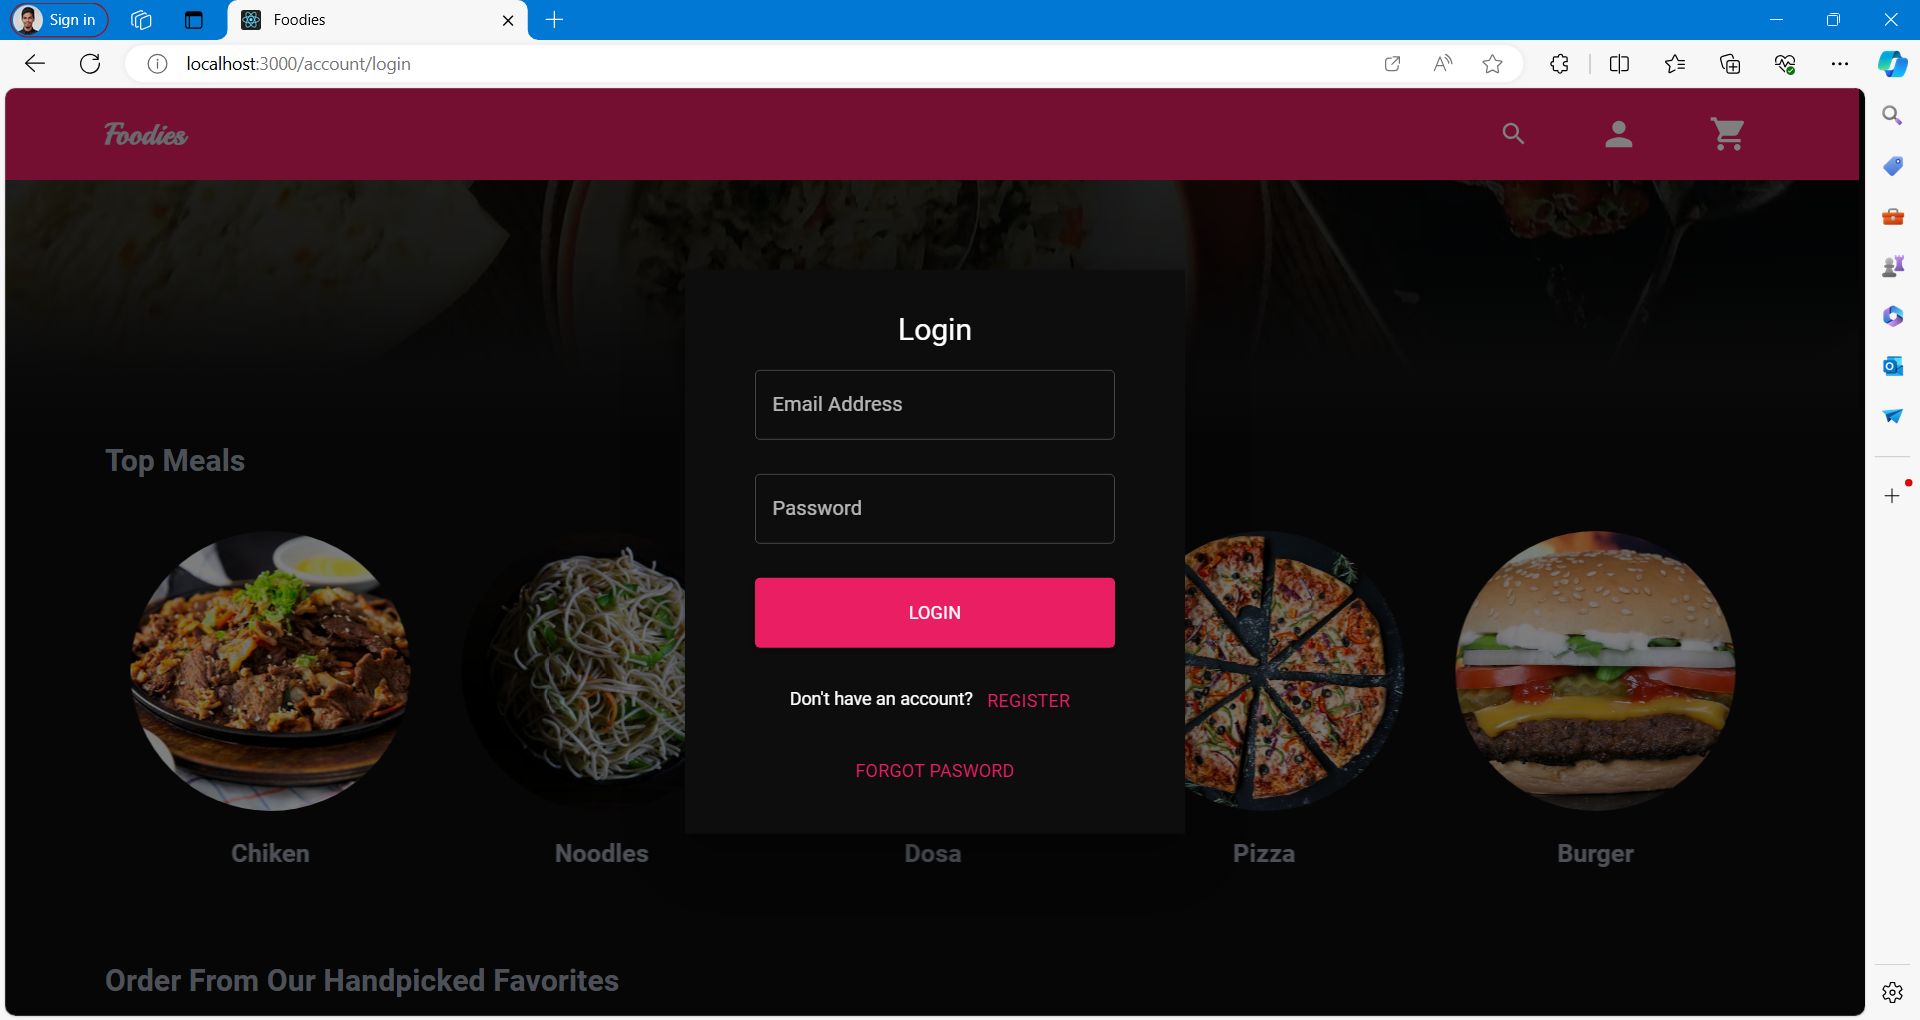 Sign in
Foodies
localhost:3000/account/login
Foodies
Login
Email Address
Password
LOGIN
Don't have an account? REGISTER
FORGOT PASWORD
Top Meals
Chiken
Noodles
Dosa
Pizza
Burger
Order From Our Handpicked Favorites